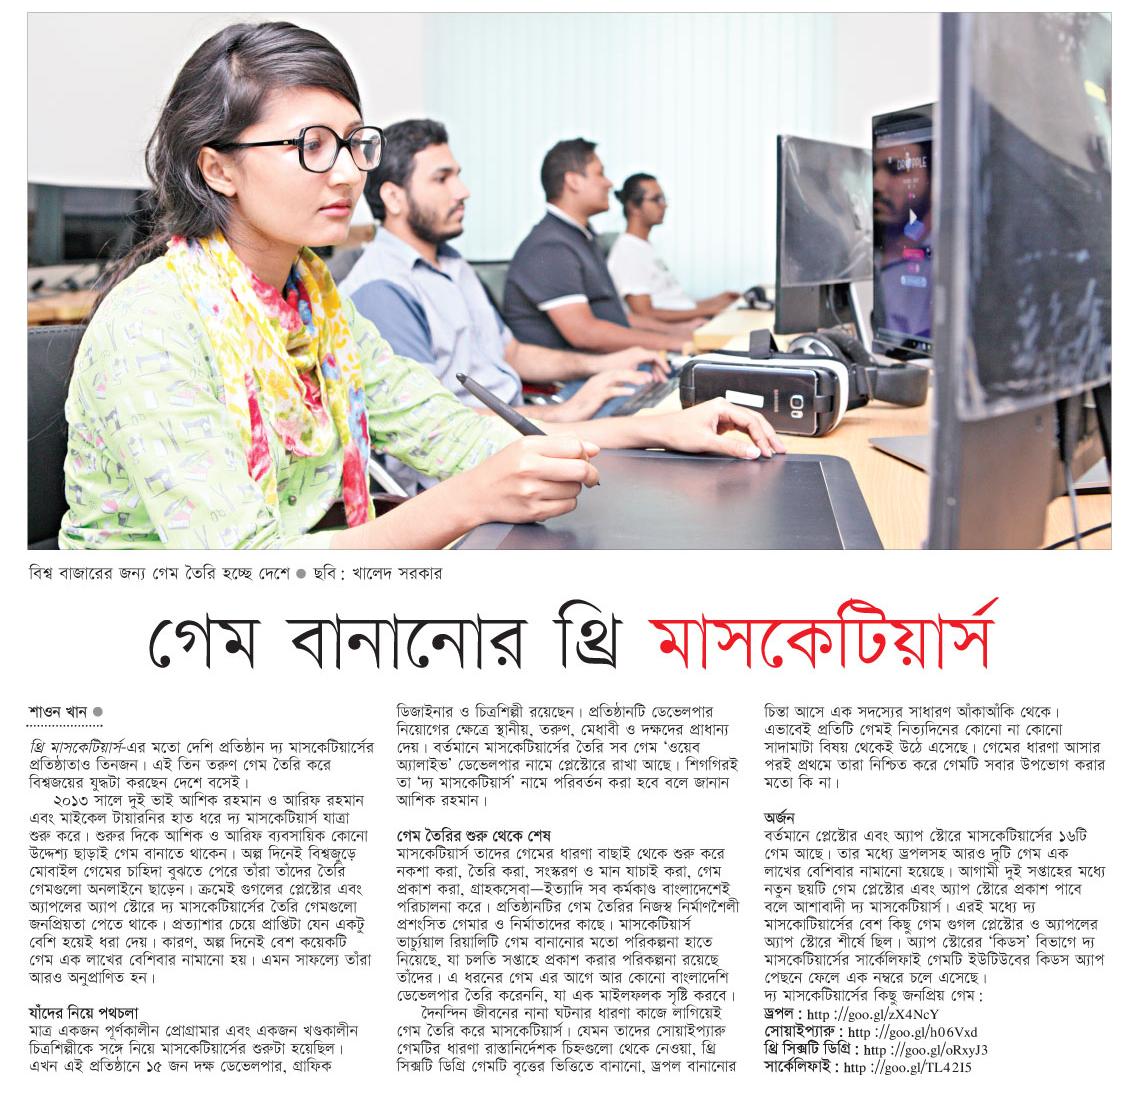 DROPPLE
SAMSUNG
বিশ্ব বাজারের জন্য গেম তৈরি হচ্ছে দেশে ● ছবি : খালেদ সরকার
গেম বানানোর থ্রি মাসকেটিয়ার্স
শাওন খান ●
থ্রি মাসকেটিয়ার্স-এর মতো দেশি প্রতিষ্ঠান দ্য মাসকেটিয়ার্সের
প্রতিষ্ঠাতাও তিনজন। এই তিন তরুণ গেম তৈরি করে
বিশ্বজয়ের যুদ্ধটা করছেন দেশে বসেই।
২০১৩ সালে দুই ভাই আশিক রহমান ও আরিফ রহমান
এবং মাইকেল টায়ারনির হাত ধরে দ্য মাসকেটিয়ার্স যাত্রা
শুরু করে। শুরুর দিকে আশিক ও আরিফ ব্যবসায়িক কোনো
উদ্দেশ্য ছাড়াই গেম বানাতে থাকেন। অল্প দিনেই বিশ্বজুড়ে
মোবাইল গেমের চাহিদা বুঝতে পেরে তাঁরা তাঁদের তৈরি
গেমগুলো অনলাইনে ছাড়েন। ক্রমেই গুগলের প্লেস্টোর এবং
অ্যাপলের অ্যাপ স্টোরে দ্য মাসকেটিয়ার্সের তৈরি গেমগুলো
জনপ্রিয়তা পেতে থাকে। প্রত্যাশার চেয়ে প্রাপ্তিটা যেন একটু
বেশি হয়েই ধরা দেয়। কারণ, অল্প দিনেই বেশ কয়েকটি
গেম এক লাখের বেশিবার নামানো হয়। এমন সাফল্যে তাঁরা
আরও অনুপ্রাণিত হন।
যাঁদের নিয়ে পথচলা
মাত্র একজন পূর্ণকালীন প্রোগ্রামার এবং একজন খণ্ডকালীন
চিত্রশিল্পীকে সঙ্গে নিয়ে মাসকেটিয়ার্সের শুরুটা হয়েছিল।
এখন এই প্রতিষ্ঠানে ১৫ জন দক্ষ ডেভেলপার, গ্রাফিক
ডিজাইনার ও চিত্রশিল্পী রয়েছেন। প্রতিষ্ঠানটি ডেভেলপার
নিয়োগের ক্ষেত্রে স্থানীয়, তরুণ, মেধাবী ও দক্ষদের প্রাধান্য
দেয়। বর্তমানে মাসকেটিয়ার্সের তৈরি সব গেম ‘ওয়েব
অ্যালাইভ’ ডেভেলপার নামে প্লেস্টোরে রাখা আছে। শিগগিরই
তা ‘দ্য মাসকেটিয়ার্স’ নামে পরিবর্তন করা হবে বলে জানান
আশিক রহমান।
গেম তৈরির শুরু থেকে শেষ
মাসকেটিয়ার্স তাদের গেমের ধারণা বাছাই থেকে শুরু করে
নকশা করা, তৈরি করা, সংস্করণ ও মান যাচাই করা, গেম
প্রকাশ করা, গ্রাহকসেবা—ইত্যাদি সব কর্মকাণ্ড বাংলাদেশেই
পরিচালনা করে। প্রতিষ্ঠানটির গেম তৈরির নিজস্ব নির্মাণশৈলী
প্রশংসিত গেমার ও নির্মাতাদের কাছে। মাসকেটিয়ার্স
ভার্চ্যুয়াল রিয়ালিটি গেম বানানোর মতো পরিকল্পনা হাতে
নিয়েছে, যা চলতি সপ্তাহে প্রকাশ করার পরিকল্পনা রয়েছে
তাঁদের। এ ধরনের গেম এর আগে আর কোনো বাংলাদেশি
ডেভেলপার তৈরি করেননি, যা এক মাইলফলক সৃষ্টি করবে।
দৈনন্দিন জীবনের নানা ঘটনার ধারণা কাজে লাগিয়েই
গেম তৈরি করে মাসকেটিয়ার্স। যেমন তাদের সোয়াইপ্যারু
গেমটির ধারণা রাস্তানির্দেশক চিহ্নগুলো থেকে নেওয়া, থ্রি
সিক্সটি ডিগ্রি গেমটি বৃত্তের ভিত্তিতে বানানো, ড্রপল বানানোর
চিন্তা আসে এক সদস্যের সাধারণ আঁকাআঁকি থেকে।
এভাবেই প্রতিটি গেমই নিত্যদিনের কোনো না কোনো
সাদামাটা বিষয় থেকেই উঠে এসেছে। গেমের ধারণা আসার
পরই প্রথমে তারা নিশ্চিত করে গেমটি সবার উপভোগ করার
মতো কি না।
অর্জন
বর্তমানে প্লেস্টোর এবং অ্যাপ স্টোরে মাসকেটিয়ার্সের ১৬টি
গেম আছে। তার মধ্যে ড্রপলসহ আরও দুটি গেম এক
লাখের বেশিবার নামানো হয়েছে। আগামী দুই সপ্তাহের মধ্যে
নতুন ছয়টি গেম প্লেস্টোর এবং অ্যাপ স্টোরে প্রকাশ পাবে
বলে আশাবাদী দ্য মাসকেটিয়ার্স। এরই মধ্যে দ্য
মাসকেটিয়ার্সের বেশ কিছু গেম গুগল প্লেস্টোর ও অ্যাপলের
অ্যাপ স্টোরে শীর্ষে ছিল। অ্যাপ স্টোরের ‘কিডস’ বিভাগে দ্য
মাসকেটিয়ার্সের সার্কেলিফাই গেমটি ইউটিউবের কিডস অ্যাপ
পেছনে ফেলে এক নম্বরে চলে এসেছে।
দ্য মাসকেটিয়ার্সের কিছু জনপ্রিয় গেম :
ড্রপল : http ://goo.gl/zX4NcY
সোয়াইপ্যারু : http ://goo.gl/h06Vxd
থ্রি সিক্সটি ডিগ্রি : http ://goo.gl/oRxyJ3
সার্কেলিফাই : http ://goo.gl/TL42I5